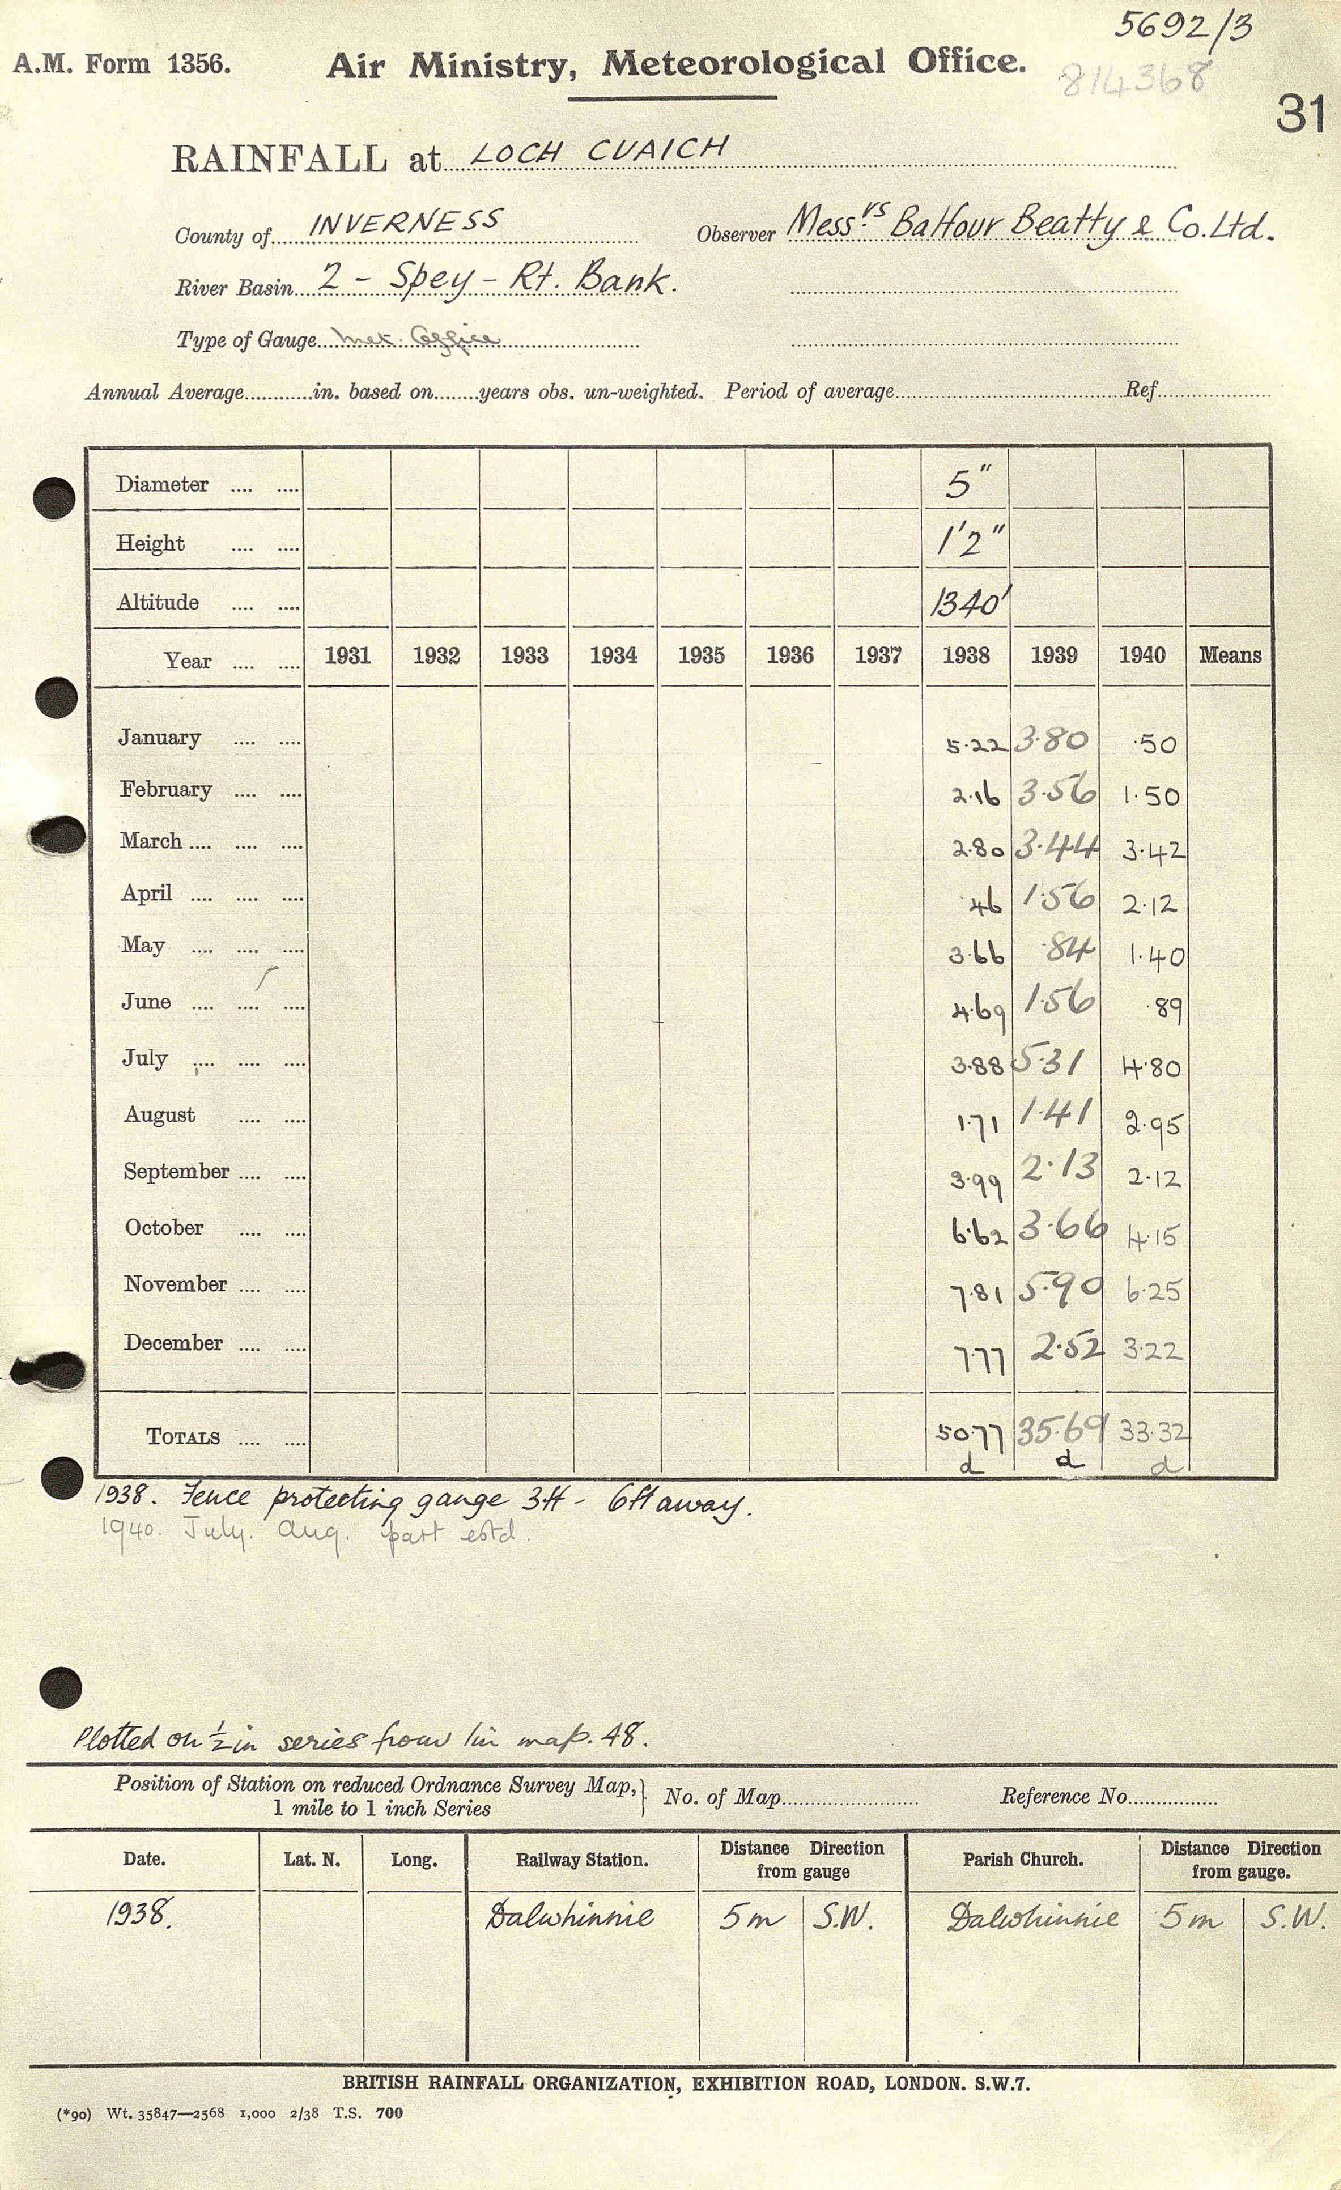 5692/3
A.M. Form 1356. Air Ministry, Meteorological Office.
814368
31
RAINFALL at LOCH CUAICH
County of INVERNESS Observer Messrs Balfour Beatty & Co. Ltd.
River Basin 2 - Spey - Rt. Bank.
Type of Gauge Met. Office
Annual Average............in. based on........years obs. un-weighted. Period of average............Ref............
Diameter .... .... 5"
Height .... .... 1'2"
Altitude .... .... 1340'
Year .... .... 1931 1932 1933 1934 1935 1936 1937 1938 1939 1940 Means
January .... .... 5.22 3.80 .50
February .... .... 2.16 3.56 1.50
March .... .... .... 2.80 3.44 3.42
April .... .... .... .46 1.56 2.12
May .... .... .... 3.66 .84 1.40
June .... .... .... 4.69 1.56 .89
July .... .... .... 3.88 5.31 4.80
August .... .... 1.71 1.41 2.95
September .... .... 3.99 2.13 2.12
October .... .... 6.62 3.66 4.15
November .... .... 7.81 5.90 6.25
December .... .... 7.77 2.52 3.22
TOTALS .... .... 50.77 35.69 33.32
d d d
1938. Fence protecting gauge 3ft - 6ft away.
1940. July. Aug. part estd.
Plotted on ½ in series from 1in map. 48.
Position of Station on reduced Ordnance Survey Map, } No. of Map............ Reference No............
1 mile to 1 inch Series
Date. Lat. N. Long. Railway Station. Distance Direction from gauge Parish Church. Distance Direction from gauge.
1938. Dalwhinnie 5m S.W. Dalwhinnie 5m S.W.
BRITISH RAINFALL ORGANIZATION, EXHIBITION ROAD, LONDON. S.W.7.
(*90) Wt. 35847—2568 1,000 2/38 T.S. 700